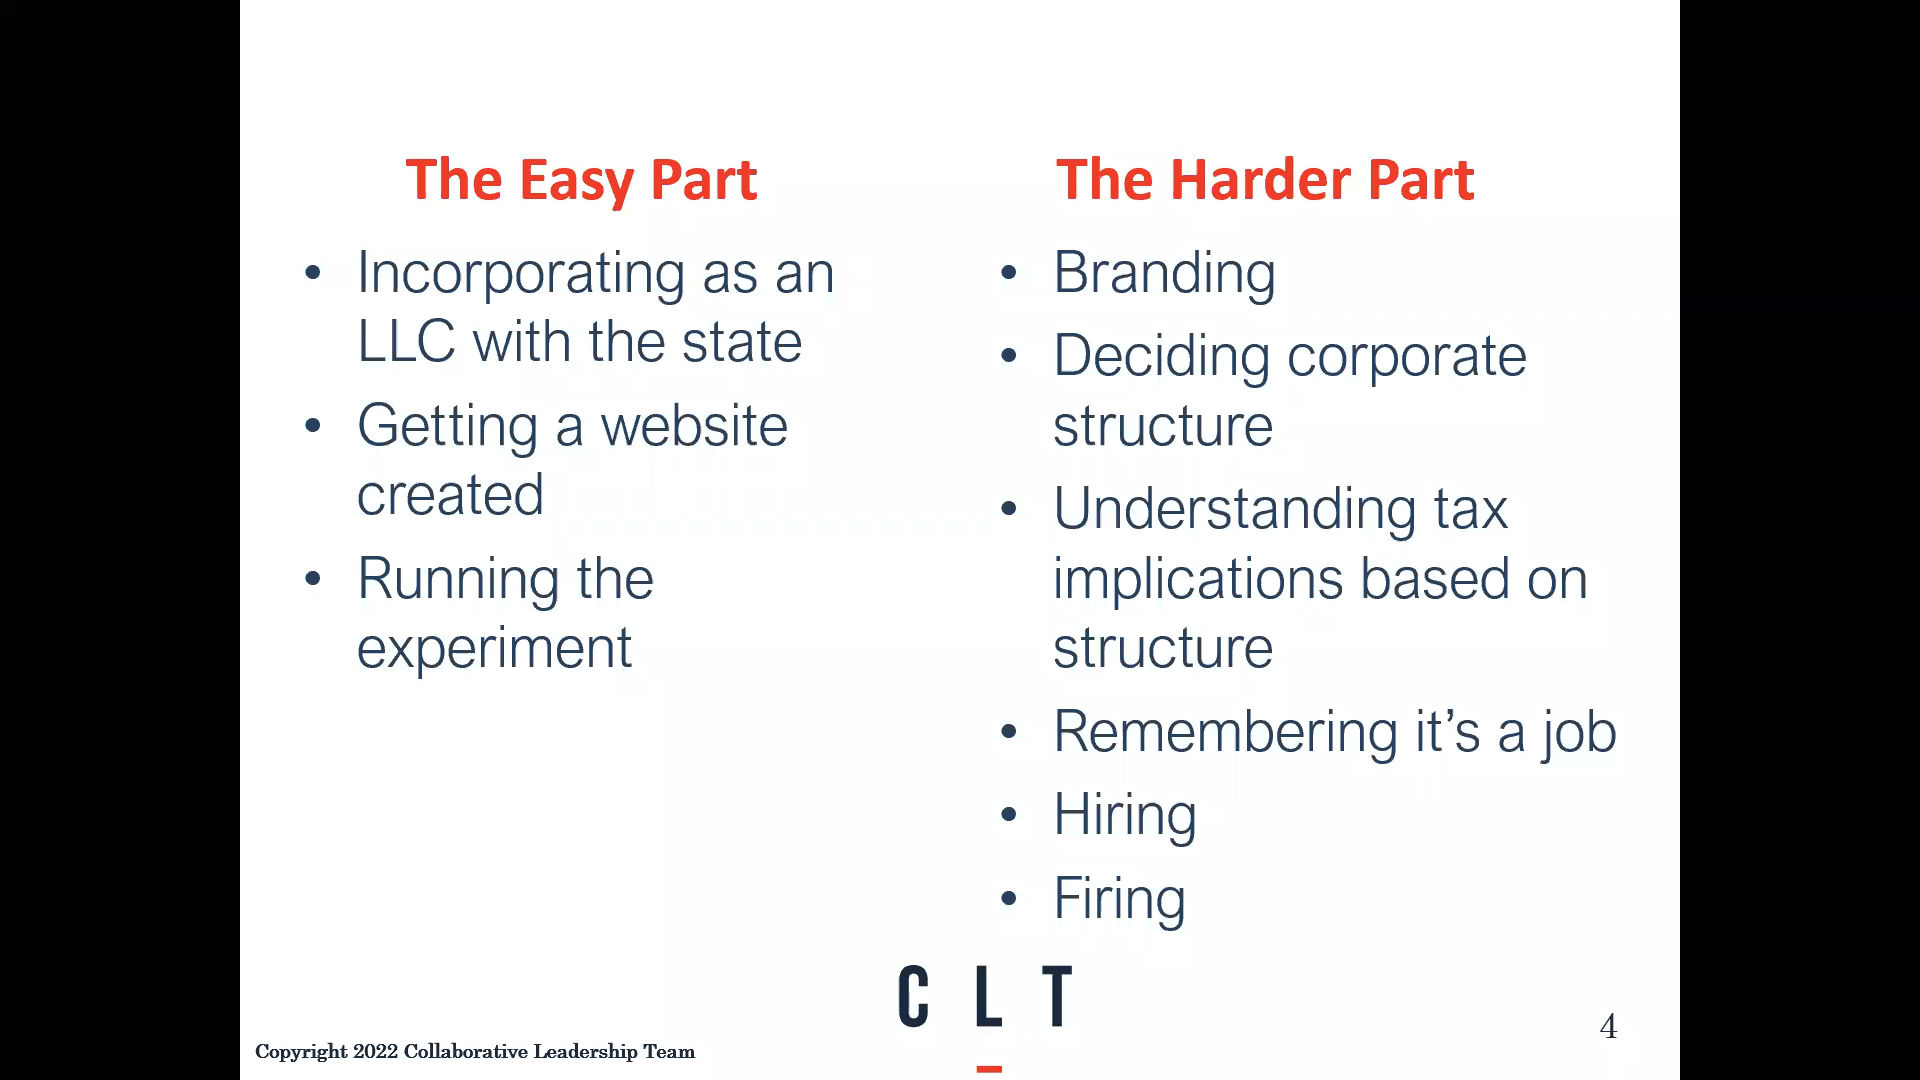 The Easy Part
• Incorporating as an
LLC with the state
• Getting a website
created
• Running the
experiment
The Harder Part
• Branding
• Deciding corporate
structure
• Understanding tax
implications based on
structure
• Remembering it’s a job
• Hiring
• Firing
C L T
Copyright 2022 Collaborative Leadership Team
4